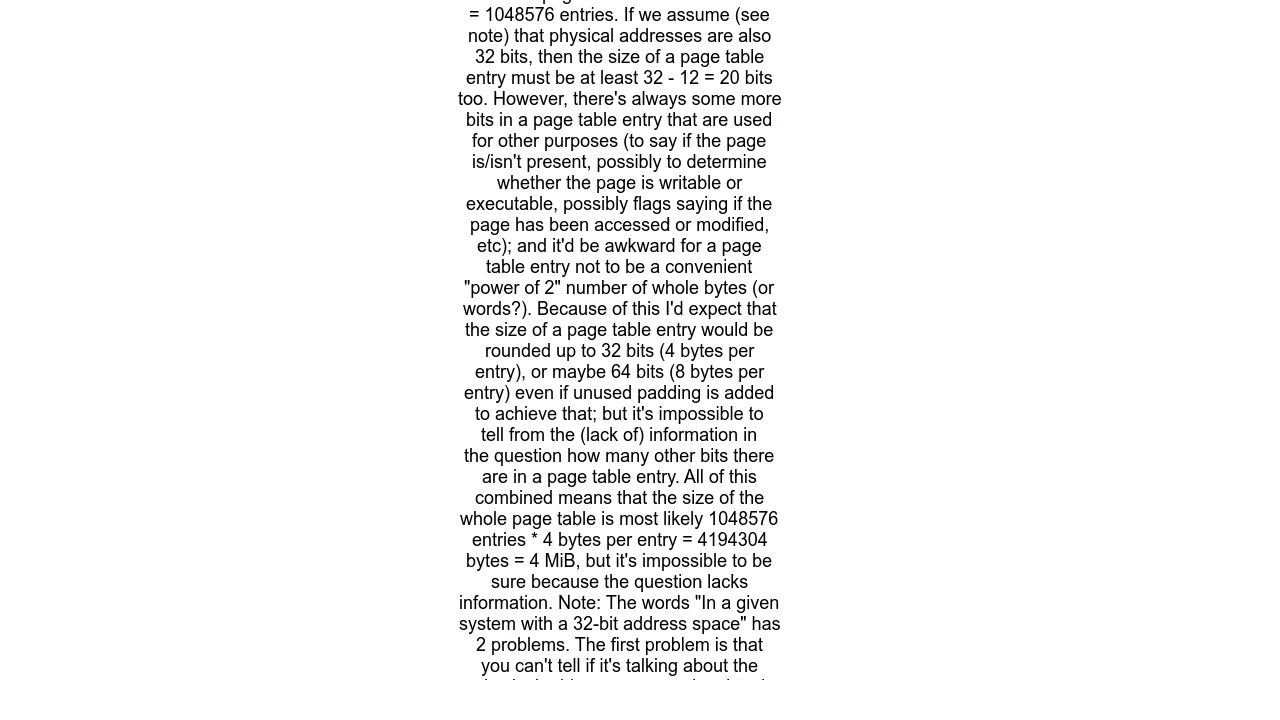 = 1048576 entries. If we assume (see
note) that physical addresses are also
32 bits, then the size of a page table
entry must be at least 32 - 12 = 20 bits
too. However, there's always some more
bits in a page table entry that are used
for other purposes (to say if the page
is/isn't present, possibly to determine
whether the page is writable or
executable, possibly flags saying if the
page has been accessed or modified,
etc); and it'd be awkward for a page
table entry not to be a convenient
"power of 2" number of whole bytes (or
words?). Because of this I'd expect that
the size of a page table entry would be
rounded up to 32 bits (4 bytes per
entry), or maybe 64 bits (8 bytes per
entry) even if unused padding is added
to achieve that; but it's impossible to
tell from the (lack of) information in
the question how many other bits there
are in a page table entry. All of this
combined means that the size of the
whole page table is most likely 1048576
entries * 4 bytes per entry = 4194304
bytes = 4 MiB, but it's impossible to be
sure because the question lacks
information. Note: The words "In a given
system with a 32-bit address space" has
2 problems. The first problem is that
you can't tell if it's talking about the